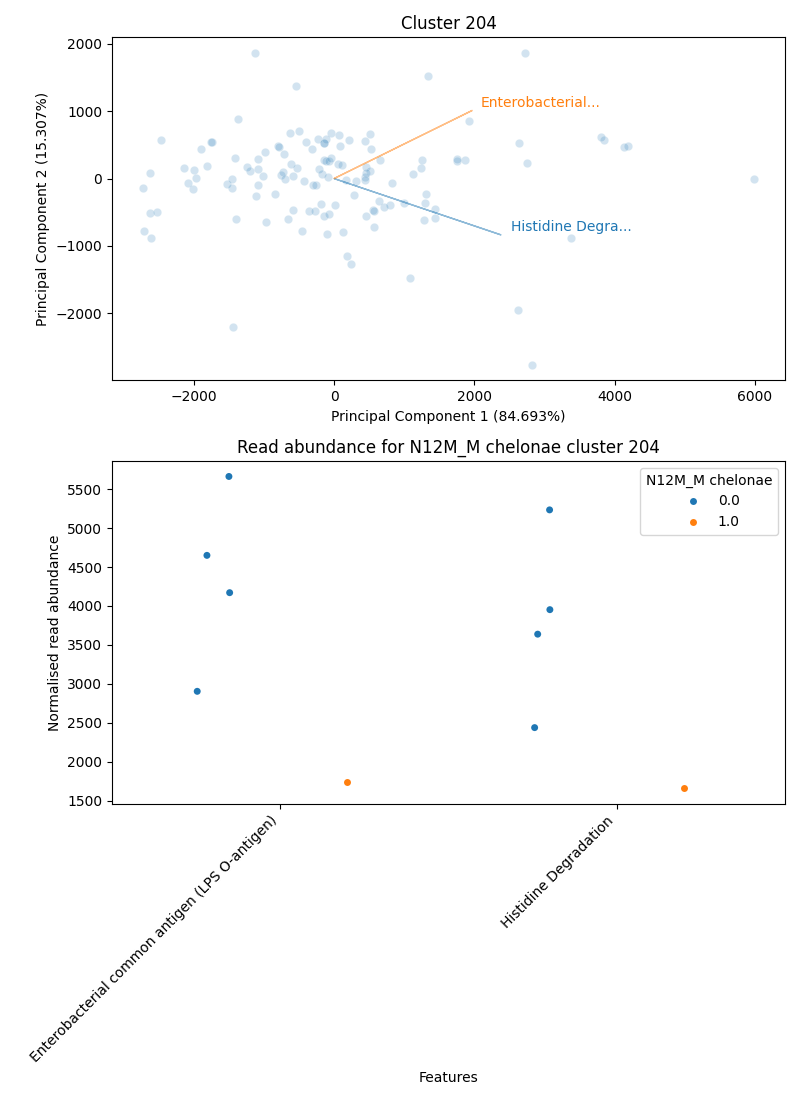 Cluster 204
2000
1000
0
−1000
−2000
Principal Component 2 (15.307%)
Enterobacterial...
Histidine Degra...
−2000
0
2000
4000
6000
Principal Component 1 (84.693%)
Read abundance for N12M_M chelonae cluster 204
5500
5000
4500
4000
3500
3000
2500
2000
1500
Normalised read abundance
N12M_M chelonae
0.0
1.0
Enterobacterial common antigen (LPS O-antigen)
Histidine Degradation
Features